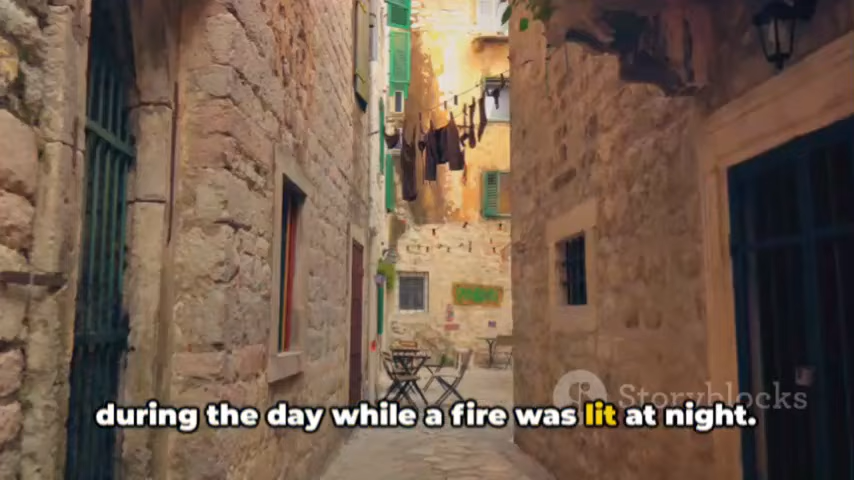 during the day while a fire was lit at night.
Storyblocks